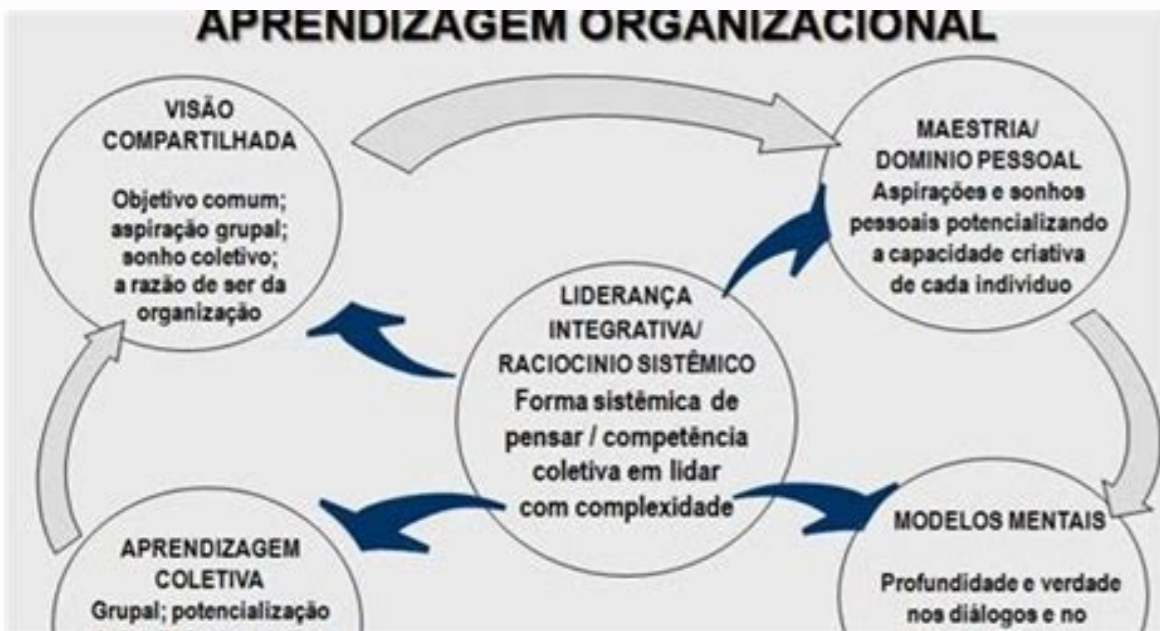 APRENDIZAGEM ORGANIZACIONAL
VISÃO
COMPARTILHADA
Objetivo comum;
aspiração grupal;
sonho coletivo;
a razão de ser da
organização
MAESTRIA/
DOMINIO PESSOAL
Aspirações e sonhos
pessoais potencializando
a capacidade criativa
de cada individuo
LIDERANÇA
INTEGRATIVA/
RACIOCINIO SISTÊMICO
Forma sistêmica de
pensar / competência
coletiva em lidar
com complexidade
APRENDIZAGEM
COLETIVA
Grupal; potencialização
MODELOS MENTAIS
Profundidade e verdade
nos diálogos e no